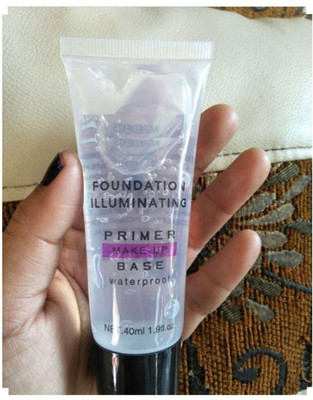 FOUNDATION
ILLUMINATING
PRIMER
MAKE-UP
BASE
waterproof
NET.40ml 1.9fl.oz